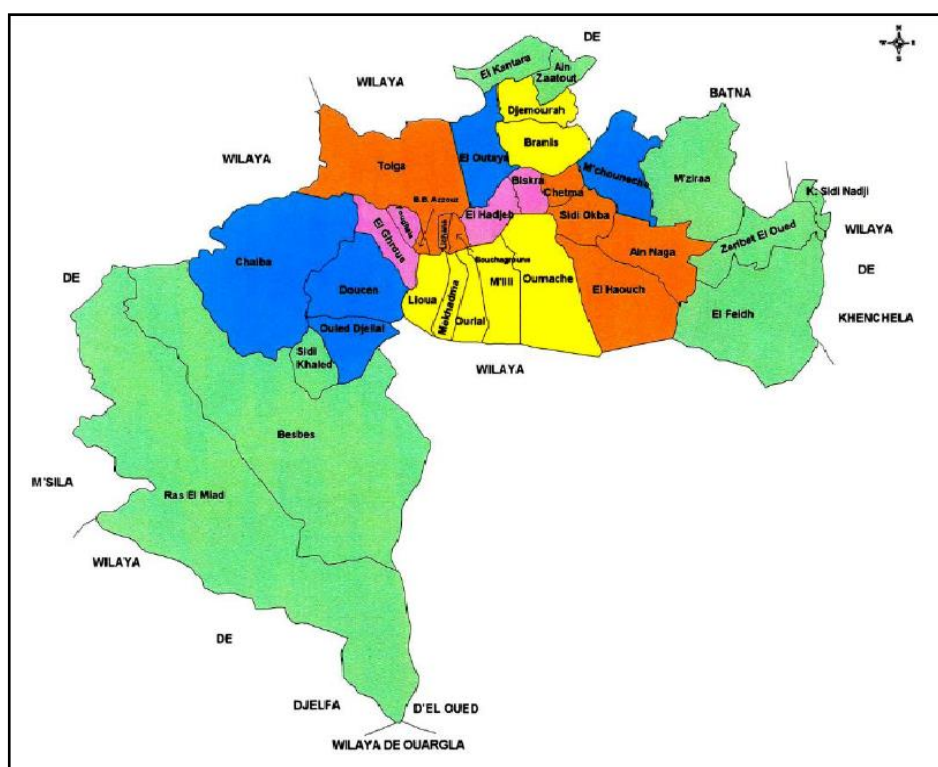 DE
WILAYA
El Kantara
Ain
Zaatout
BATNA
Djemourah
Branis
WILAYA
Tolga
El Outaya
M'chouneche
M'ziraa
Biskra
Chetma
K. Sidi Nadji
B.B. Azzouz
El Hadjeb
Sidi Okba
Zeribet El Oued
WILAYA
El Ghrous
Ain Naga
Chaiba
Bouchagrouna
DE
DE
Doucen
Lioua
Mekhadma
Ourlal
M'lili
Oumache
El Haouch
El Feidh
KHENCHELA
Ouled Djellal
Sidi
Khaled
WILAYA
Besbes
M'SILA
Ras El Miad
WILAYA
DE
DJELFA
D'EL OUED
WILAYA DE OUARGLA